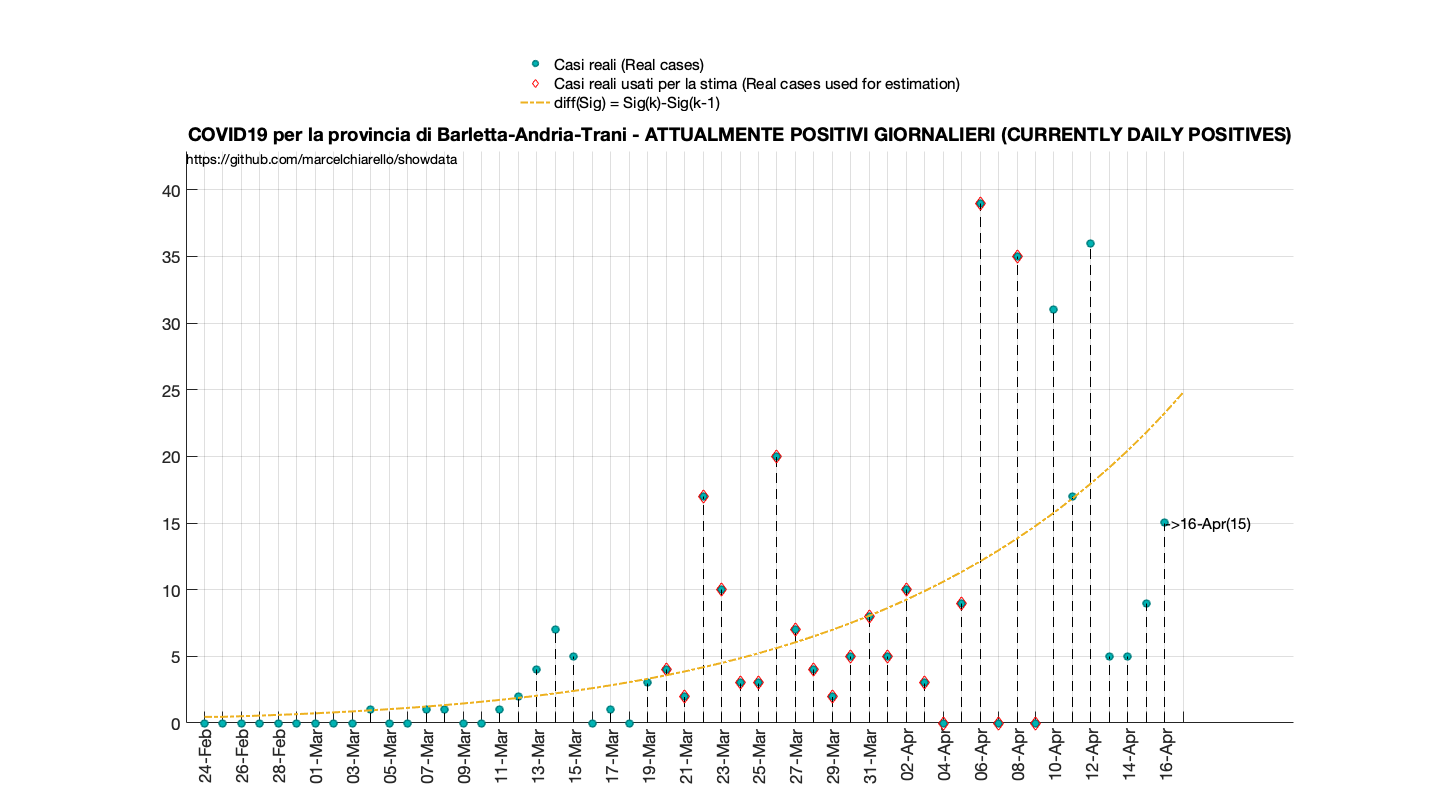 Casi reali (Real cases)
Casi reali usati per la stima (Real cases used for estimation)
diff(Sig) = Sig(k)-Sig(k-1)
COVID19 per la provincia di Barletta-Andria-Trani - ATTUALMENTE POSITIVI GIORNALIERI (CURRENTLY DAILY POSITIVES)
https://github.com/marcelchiarello/showdata
40
35
30
25
20
15
10
5
0
->16-Apr(15)
24-Feb
26-Feb
28-Feb
01-Mar
03-Mar
05-Mar
07-Mar
09-Mar
11-Mar
13-Mar
15-Mar
17-Mar
19-Mar
21-Mar
23-Mar
25-Mar
27-Mar
29-Mar
31-Mar
02-Apr
04-Apr
06-Apr
08-Apr
10-Apr
12-Apr
14-Apr
16-Apr